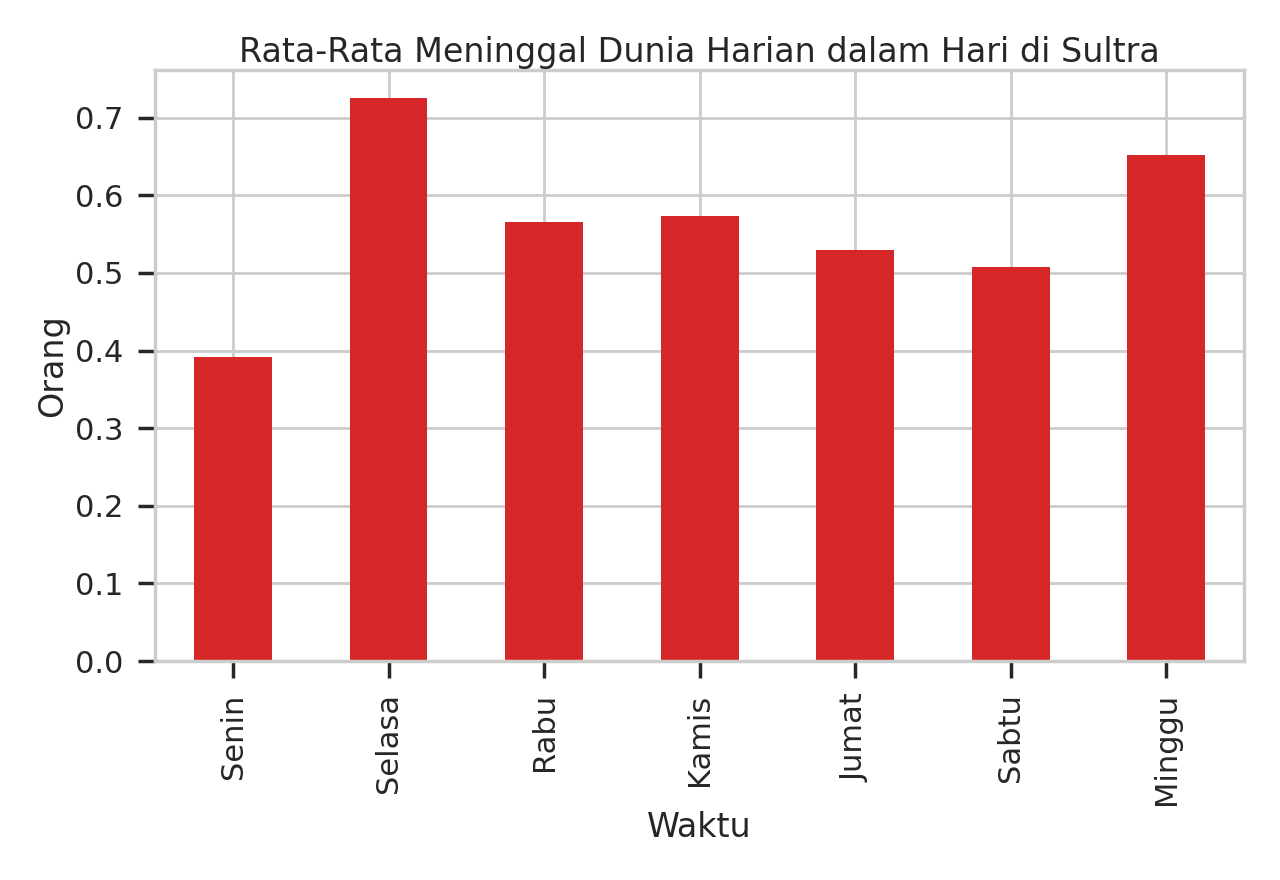 Rata-Rata Meninggal Dunia Harian dalam Hari di Sultra
0.7
0.6
0.5
0.4
0.3
0.2
0.1
0.0
Orang
Senin
Selasa
Rabu
Kamis
Jumat
Sabtu
Minggu
Waktu